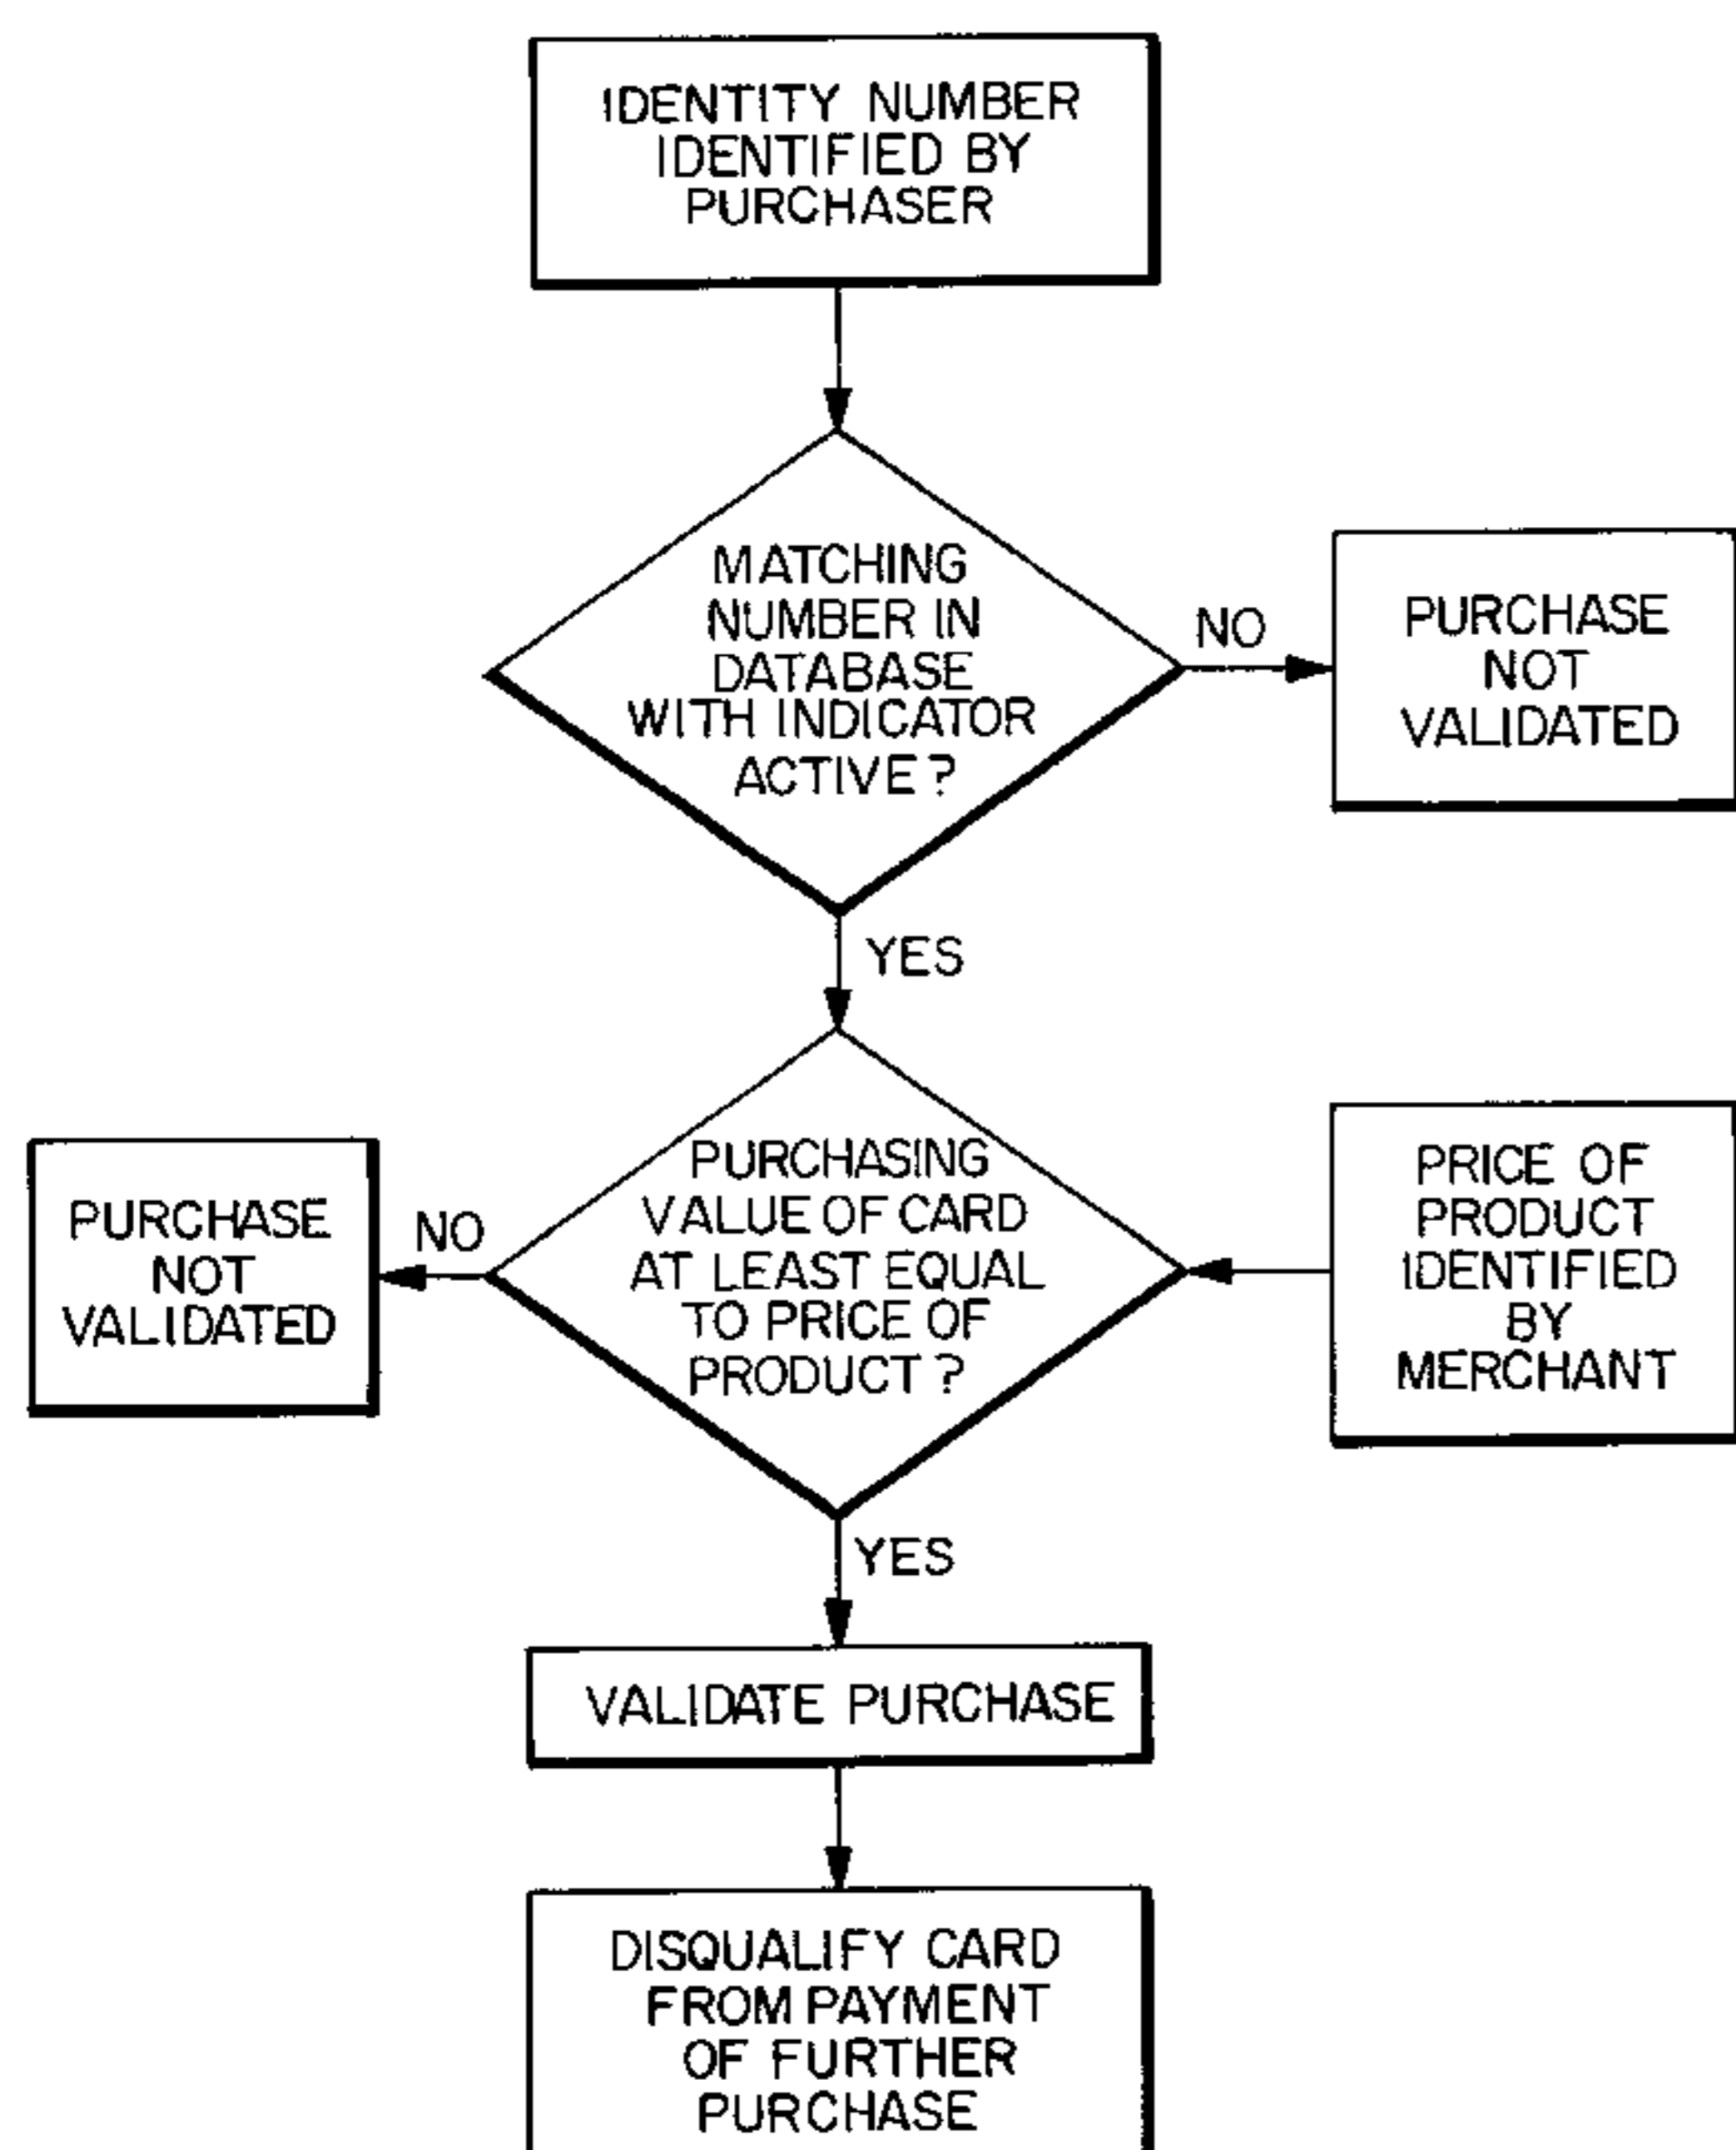 IDENTITY NUMBER
IDENTIFIED BY
PURCHASER
MATCHING
NUMBER IN
DATABASE
WITH INDICATOR
ACTIVE?
NO
PURCHASE
NOT
VALIDATED
YES
PURCHASING
VALUE OF CARD
AT LEAST EQUAL
TO PRICE OF
PRODUCT?
NO
PURCHASE
NOT
VALIDATED
PRICE OF
PRODUCT
IDENTIFIED
BY
MERCHANT
YES
VALIDATE PURCHASE
DISQUALIFY CARD
FROM PAYMENT
OF FURTHER
PURCHASE